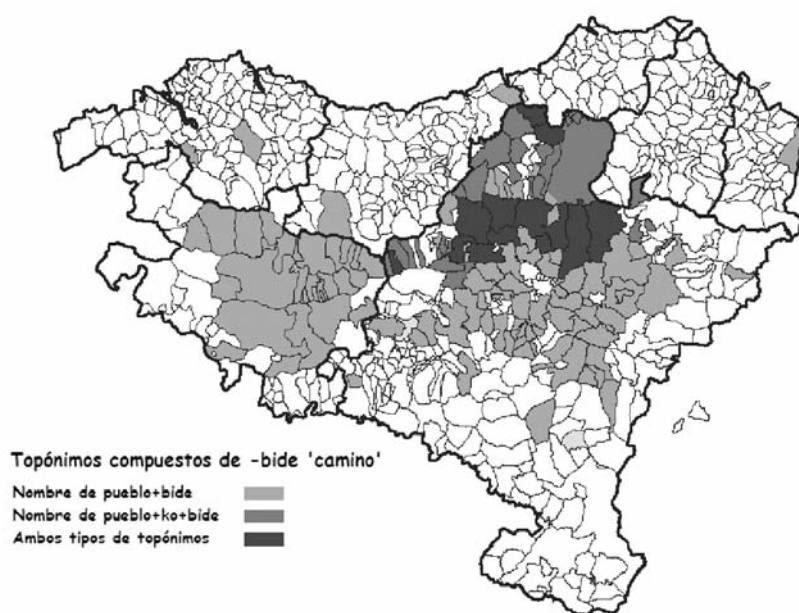 Topónimos compuestos de -bide 'camino'
Nombre de pueblo+bide
Nombre de pueblo+ko+bide
Ambos tipos de topónimos